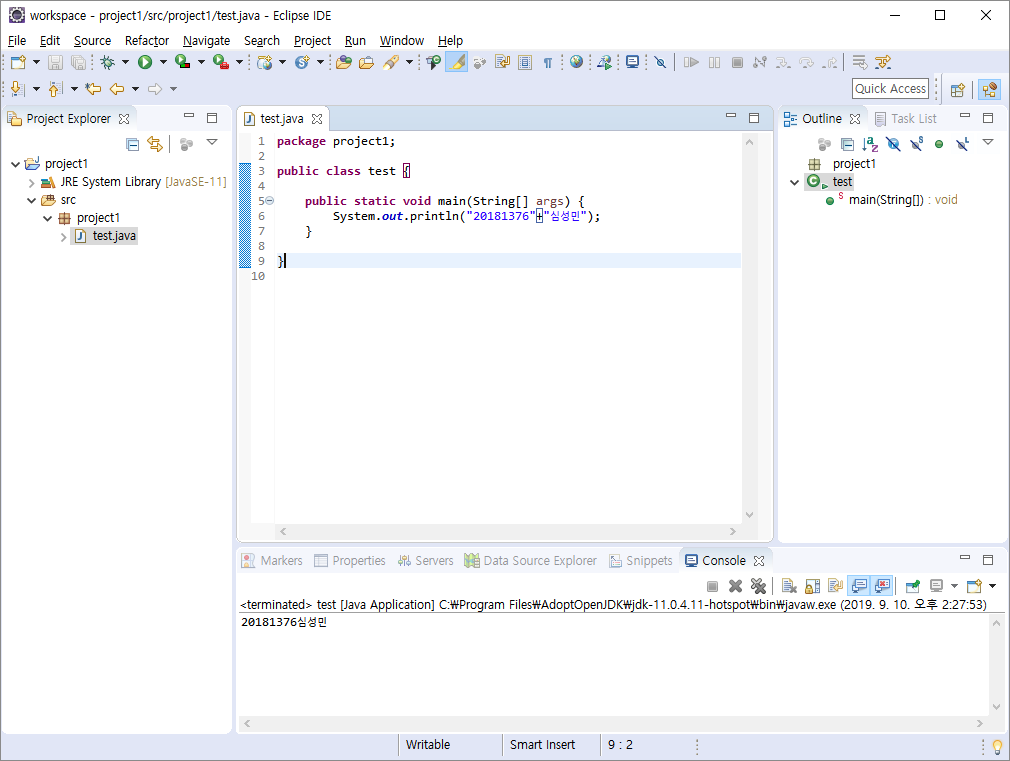 workspace - project1/src/project1/test.java - Eclipse IDE
File Edit Source Refactor Navigate Search Project Run Window Help
Quick Access
Project Explorer
project1
JRE System Library [JavaSE-11]
src
project1
test.java
test.java
1 package project1;
2
3 public class test {
4
5 public static void main(String[] args) {
6 System.out.println("20181376"+"심성민");
7 }
8
9 }
10
Outline Task List
project1
test
main(String[]) : void
Markers Properties Servers Data Source Explorer Snippets Console
<terminated> test [Java Application] C:₩Program Files₩AdoptOpenJDK₩jdk-11.0.4.11-hotspot₩bin₩javaw.exe (2019. 9. 10. 오후 2:27:53)
20181376심성민
Writable Smart Insert 9 : 2